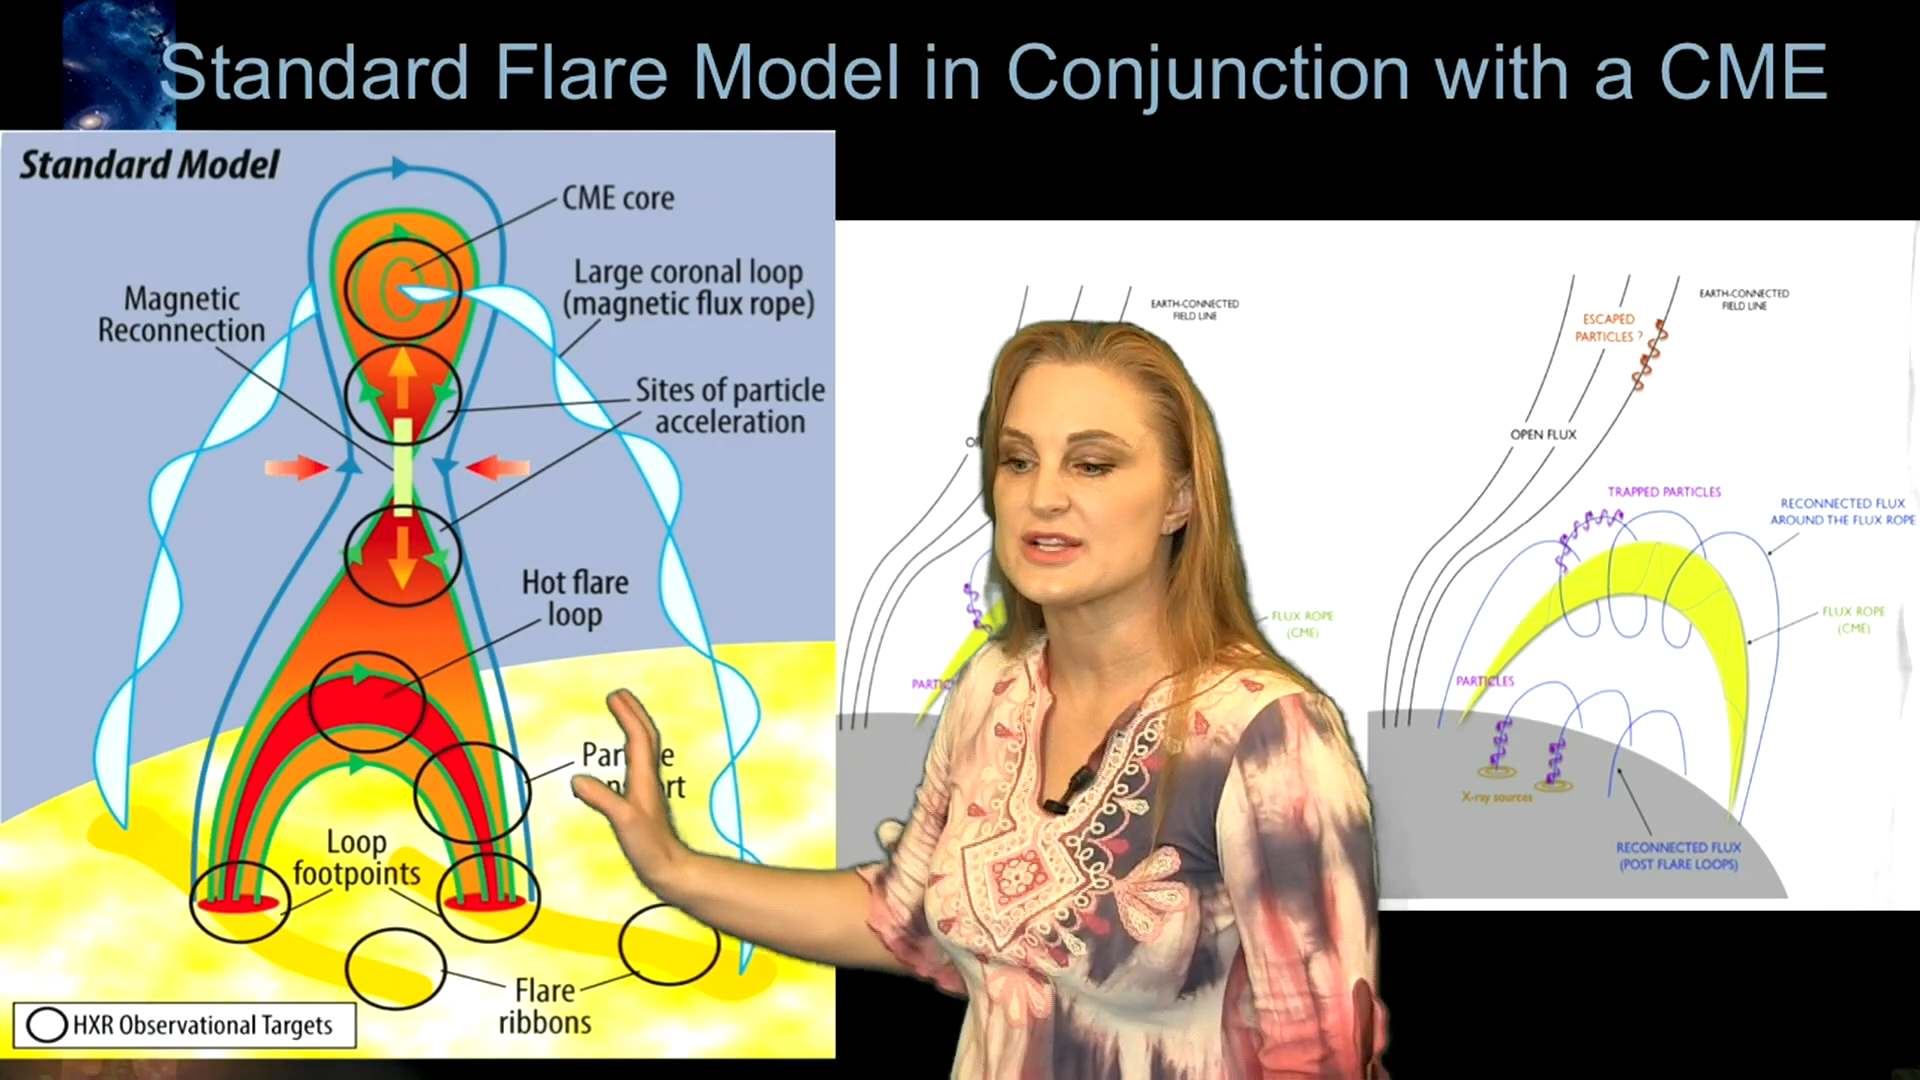 Standard Flare Model in Conjunction with a CME
Standard Model
CME core
Large coronal loop
(magnetic flux rope)
Magnetic
Reconnection
Sites of particle
acceleration
Hot flare
loop
Loop
footpoints
Flare
ribbons
HXR Observational Targets
EARTH-CONNECTED
FIELD LINE
FLUX ROPE
(CME)
EARTH-CONNECTED
FIELD LINE
ESCAPED
PARTICLES ?
OPEN FLUX
TRAPPED PARTICLES
RECONNECTED FLUX
AROUND THE FLUX ROPE
FLUX ROPE
(CME)
PARTICLES
X-ray sources
RECONNECTED FLUX
(POST FLARE LOOPS)